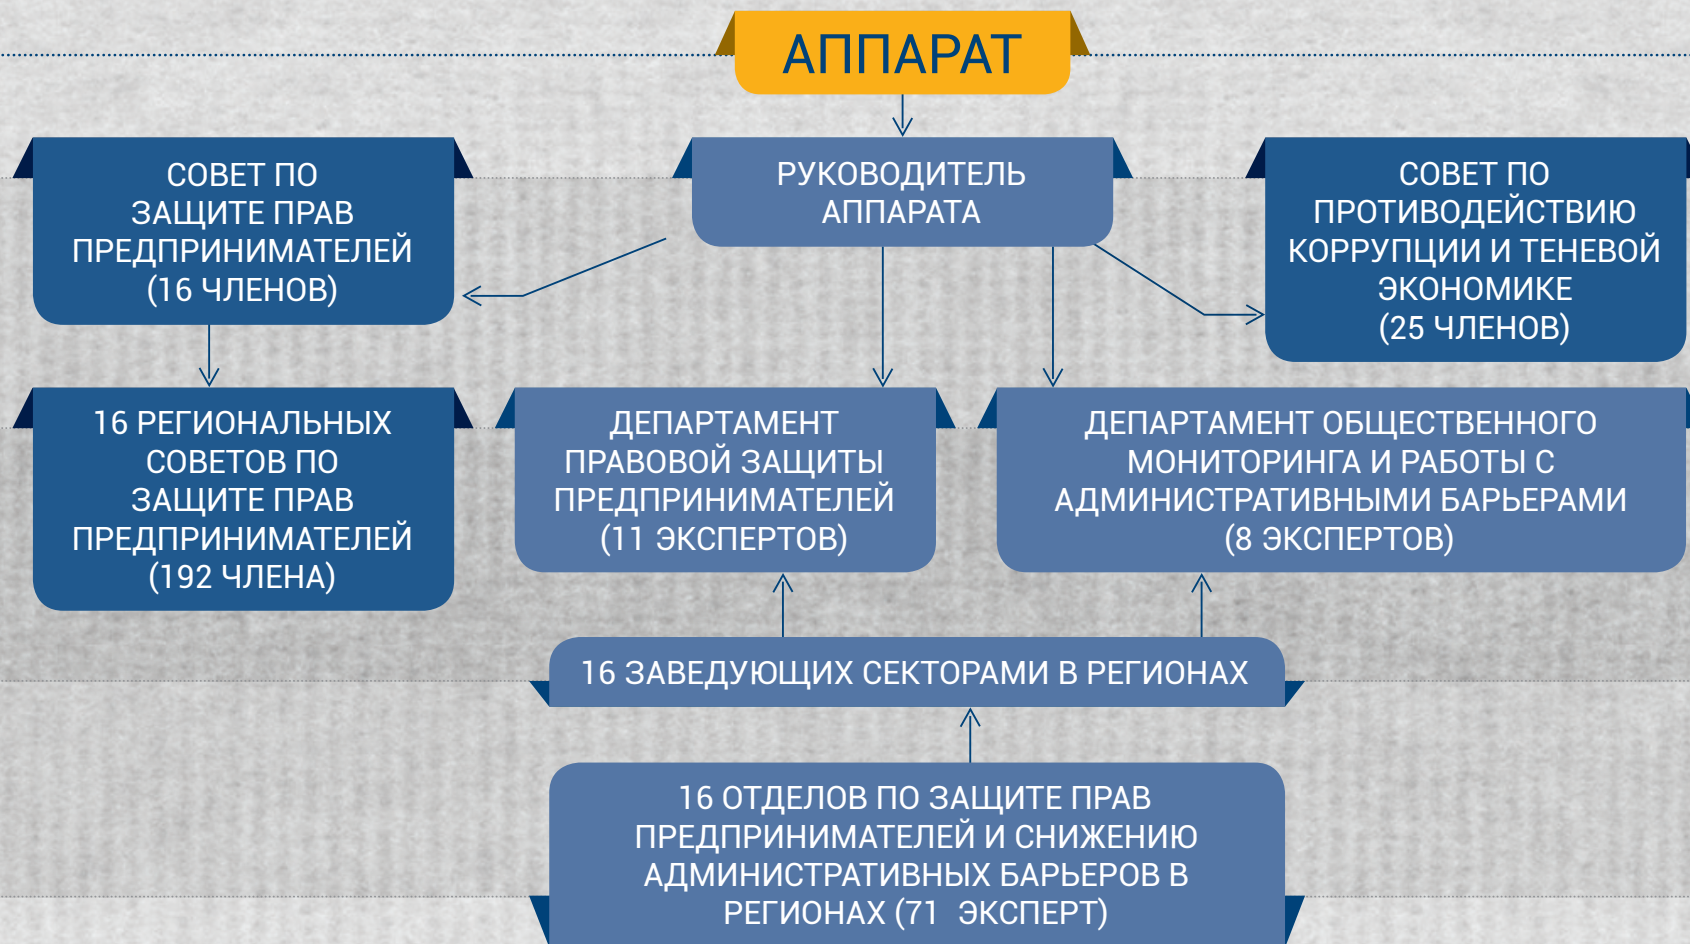 АППАРАТ
СОВЕТ ПО
ЗАЩИТЕ ПРАВ
ПРЕДПРИНИМАТЕЛЕЙ
(16 ЧЛЕНОВ)
РУКОВОДИТЕЛЬ
АППАРАТА
СОВЕТ ПО
ПРОТИВОДЕЙСТВИЮ
КОРРУПЦИИ И ТЕНЕВОЙ
ЭКОНОМИКЕ
(25 ЧЛЕНОВ)
16 РЕГИОНАЛЬНЫХ
СОВЕТОВ ПО
ЗАЩИТЕ ПРАВ
ПРЕДПРИНИМАТЕЛЕЙ
(192 ЧЛЕНА)
ДЕПАРТАМЕНТ
ПРАВОВОЙ ЗАЩИТЫ
ПРЕДПРИНИМАТЕЛЕЙ
(11 ЭКСПЕРТОВ)
ДЕПАРТАМЕНТ ОБЩЕСТВЕННОГО
МОНИТОРИНГА И РАБОТЫ С
АДМИНИСТРАТИВНЫМИ БАРЬЕРАМИ
(8 ЭКСПЕРТОВ)
16 ЗАВЕДУЮЩИХ СЕКТОРАМИ В РЕГИОНАХ
16 ОТДЕЛОВ ПО ЗАЩИТЕ ПРАВ
ПРЕДПРИНИМАТЕЛЕЙ И СНИЖЕНИЮ
АДМИНИСТРАТИВНЫХ БАРЬЕРОВ В
РЕГИОНАХ (71 ЭКСПЕРТ)